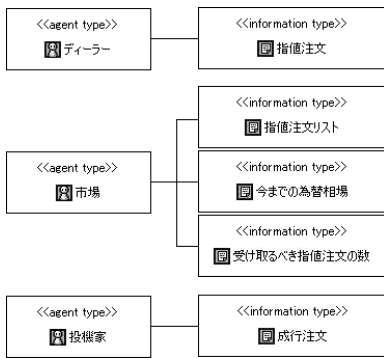 <<agent type>>
ディーラー
<<information type>>
指値注文
<<information type>>
指値注文リスト
<<agent type>>
市場
<<information type>>
今までの為替相場
<<information type>>
受け取るべき指値注文の数
<<agent type>>
投機家
<<information type>>
成行注文